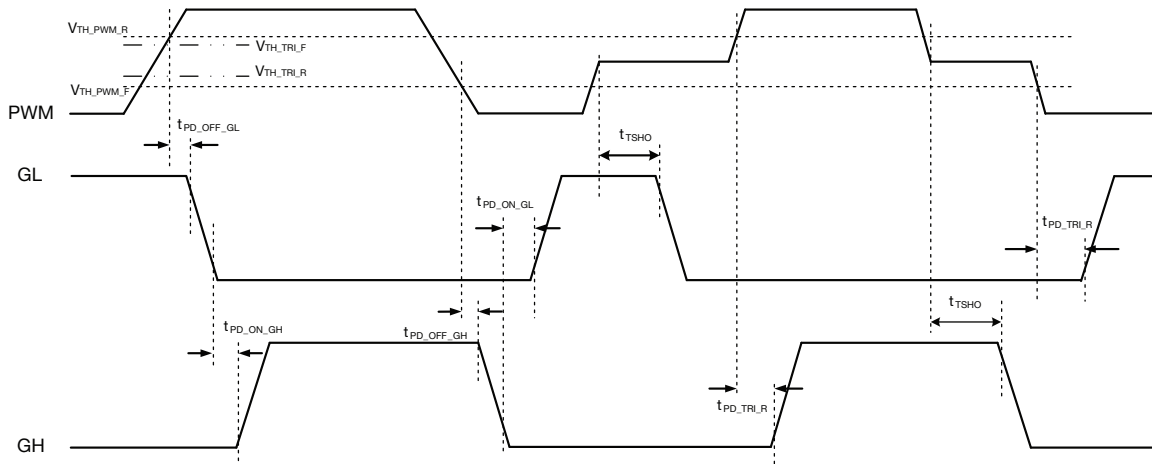 VTH_PWM_R
VTH_TRI_F
VTH_TRI_R
VTH_PWM_F
PWM
tPD_OFF_GL
tTSHO
GL
tPD_ON_GL
tPD_TRI_R
tTSHO
tPD_ON_GH
tPD_OFF_GH
tPD_TRI_R
GH